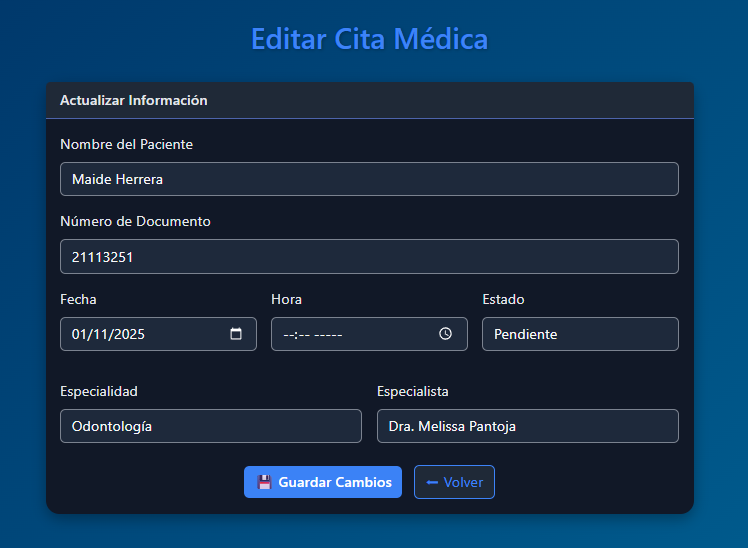 Editar Cita Médica
Actualizar Información
Nombre del Paciente
Maide Herrera
Número de Documento
21113251
Fecha Hora Estado
01/11/2025 --:-- ----- Pendiente
Especialidad Especialista
Odontología Dra. Melissa Pantoja
💾 Guardar Cambios ⬅ Volver